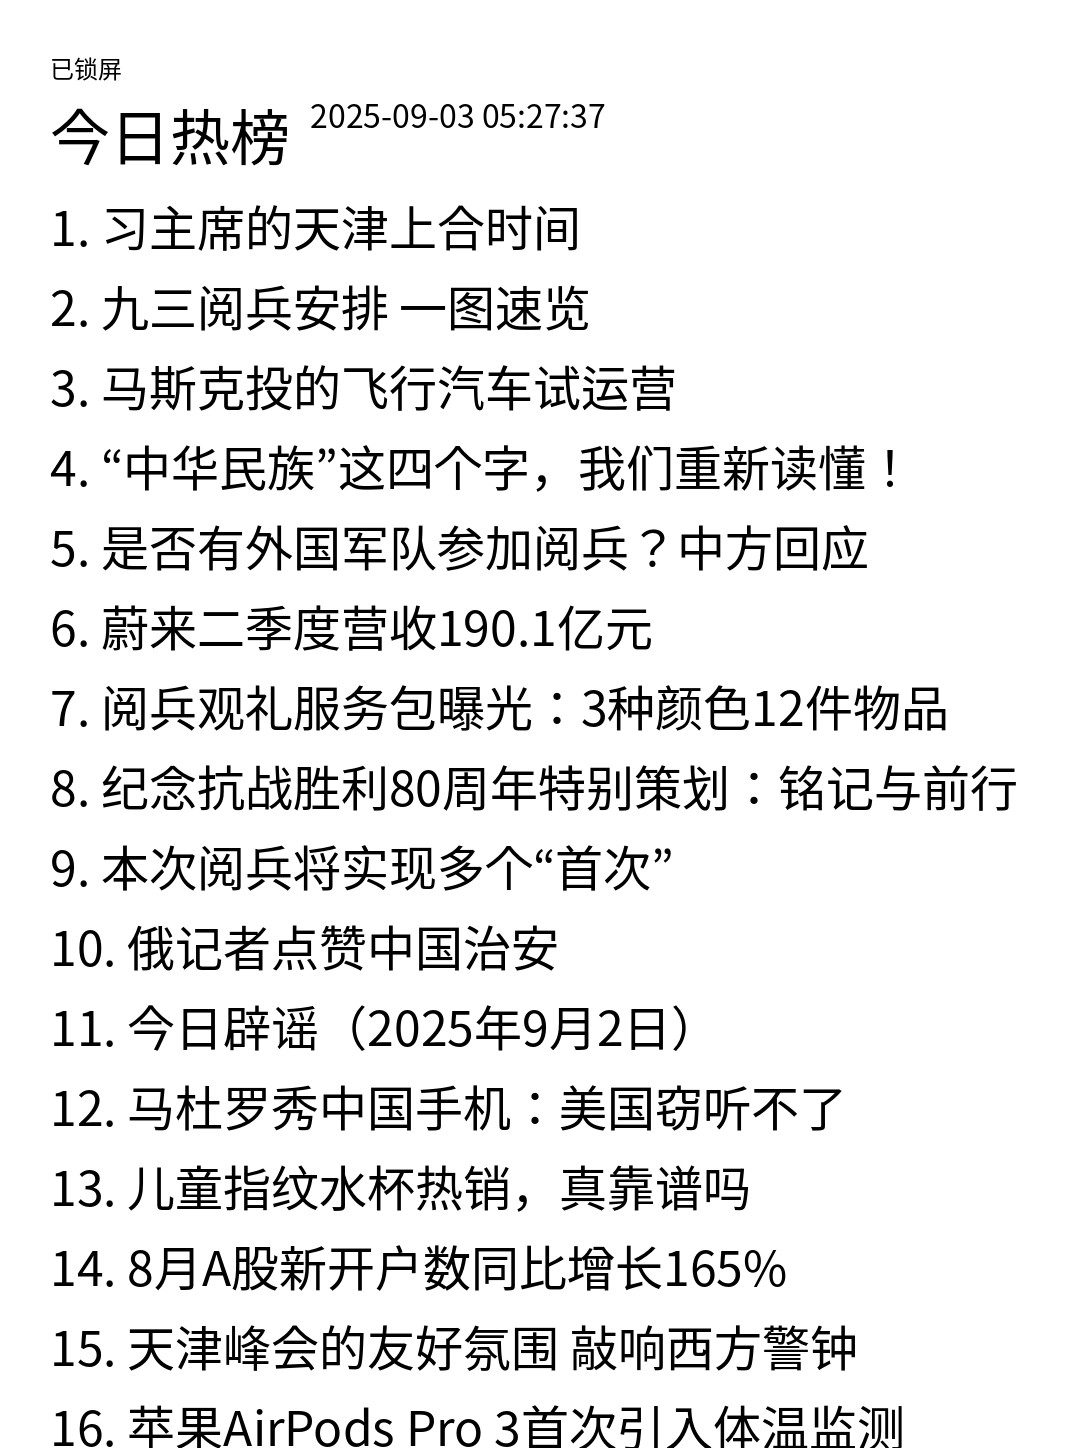 已锁屏
今日热榜 2025-09-03 05:27:37
1. 习主席的天津上合时间
2. 九三阅兵安排 一图速览
3. 马斯克投的飞行汽车试运营
4. “中华民族”这四个字，我们重新读懂！
5. 是否有外国军队参加阅兵？中方回应
6. 蔚来二季度营收190.1亿元
7. 阅兵观礼服务包曝光：3种颜色12件物品
8. 纪念抗战胜利80周年特别策划：铭记与前行
9. 本次阅兵将实现多个“首次”
10. 俄记者点赞中国治安
11. 今日辟谣（2025年9月2日）
12. 马杜罗秀中国手机：美国窃听不了
13. 儿童指纹水杯热销，真靠谱吗
14. 8月A股新开户数同比增长165%
15. 天津峰会的友好氛围 敲响西方警钟
16. 苹果AirPods Pro 3首次引入体温监测